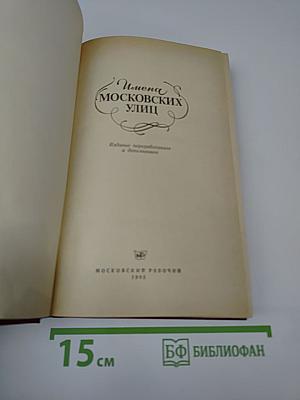 Имена
МОСКОВСКИХ
УЛИЦ
Издание переработанное
и дополненное
МОСКОВСКИЙ РАБОЧИЙ
15 см
БФ БИБЛИОФАН